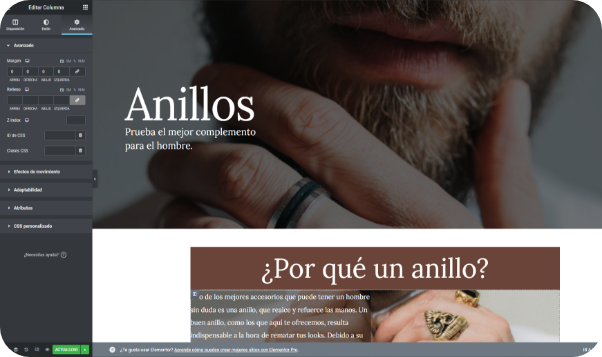 Editar Columna
Disposición
Estilo
Avanzado
Avanzado
Margen
PX EM % REM
0 0 0 0
ARRIBA DERECHA ABAJO IZQUIERDA
Relleno
PX EM % REM
ARRIBA DERECHA ABAJO IZQUIERDA
Z-Index
ID de CSS
Clases CSS
Efectos de movimiento
Adaptabilidad
Atributos
CSS personalizado
¿Necesitas ayuda?
ACTUALIZAR
Anillos
Prueba el mejor complemento
para el hombre.
¿Por qué un anillo?
o de los mejores accesorios que puede tener un hombre
sin duda es una anillo, que realce y refuerce las manos. Un
buen anillo, como los que aquí te ofrecemos, resulta
indispensable a la hora de rematar tus looks. Debido a su
¿Te gusta usar Elementor? Aprende cómo puedes crear mejores sitios con Elementor Pro.